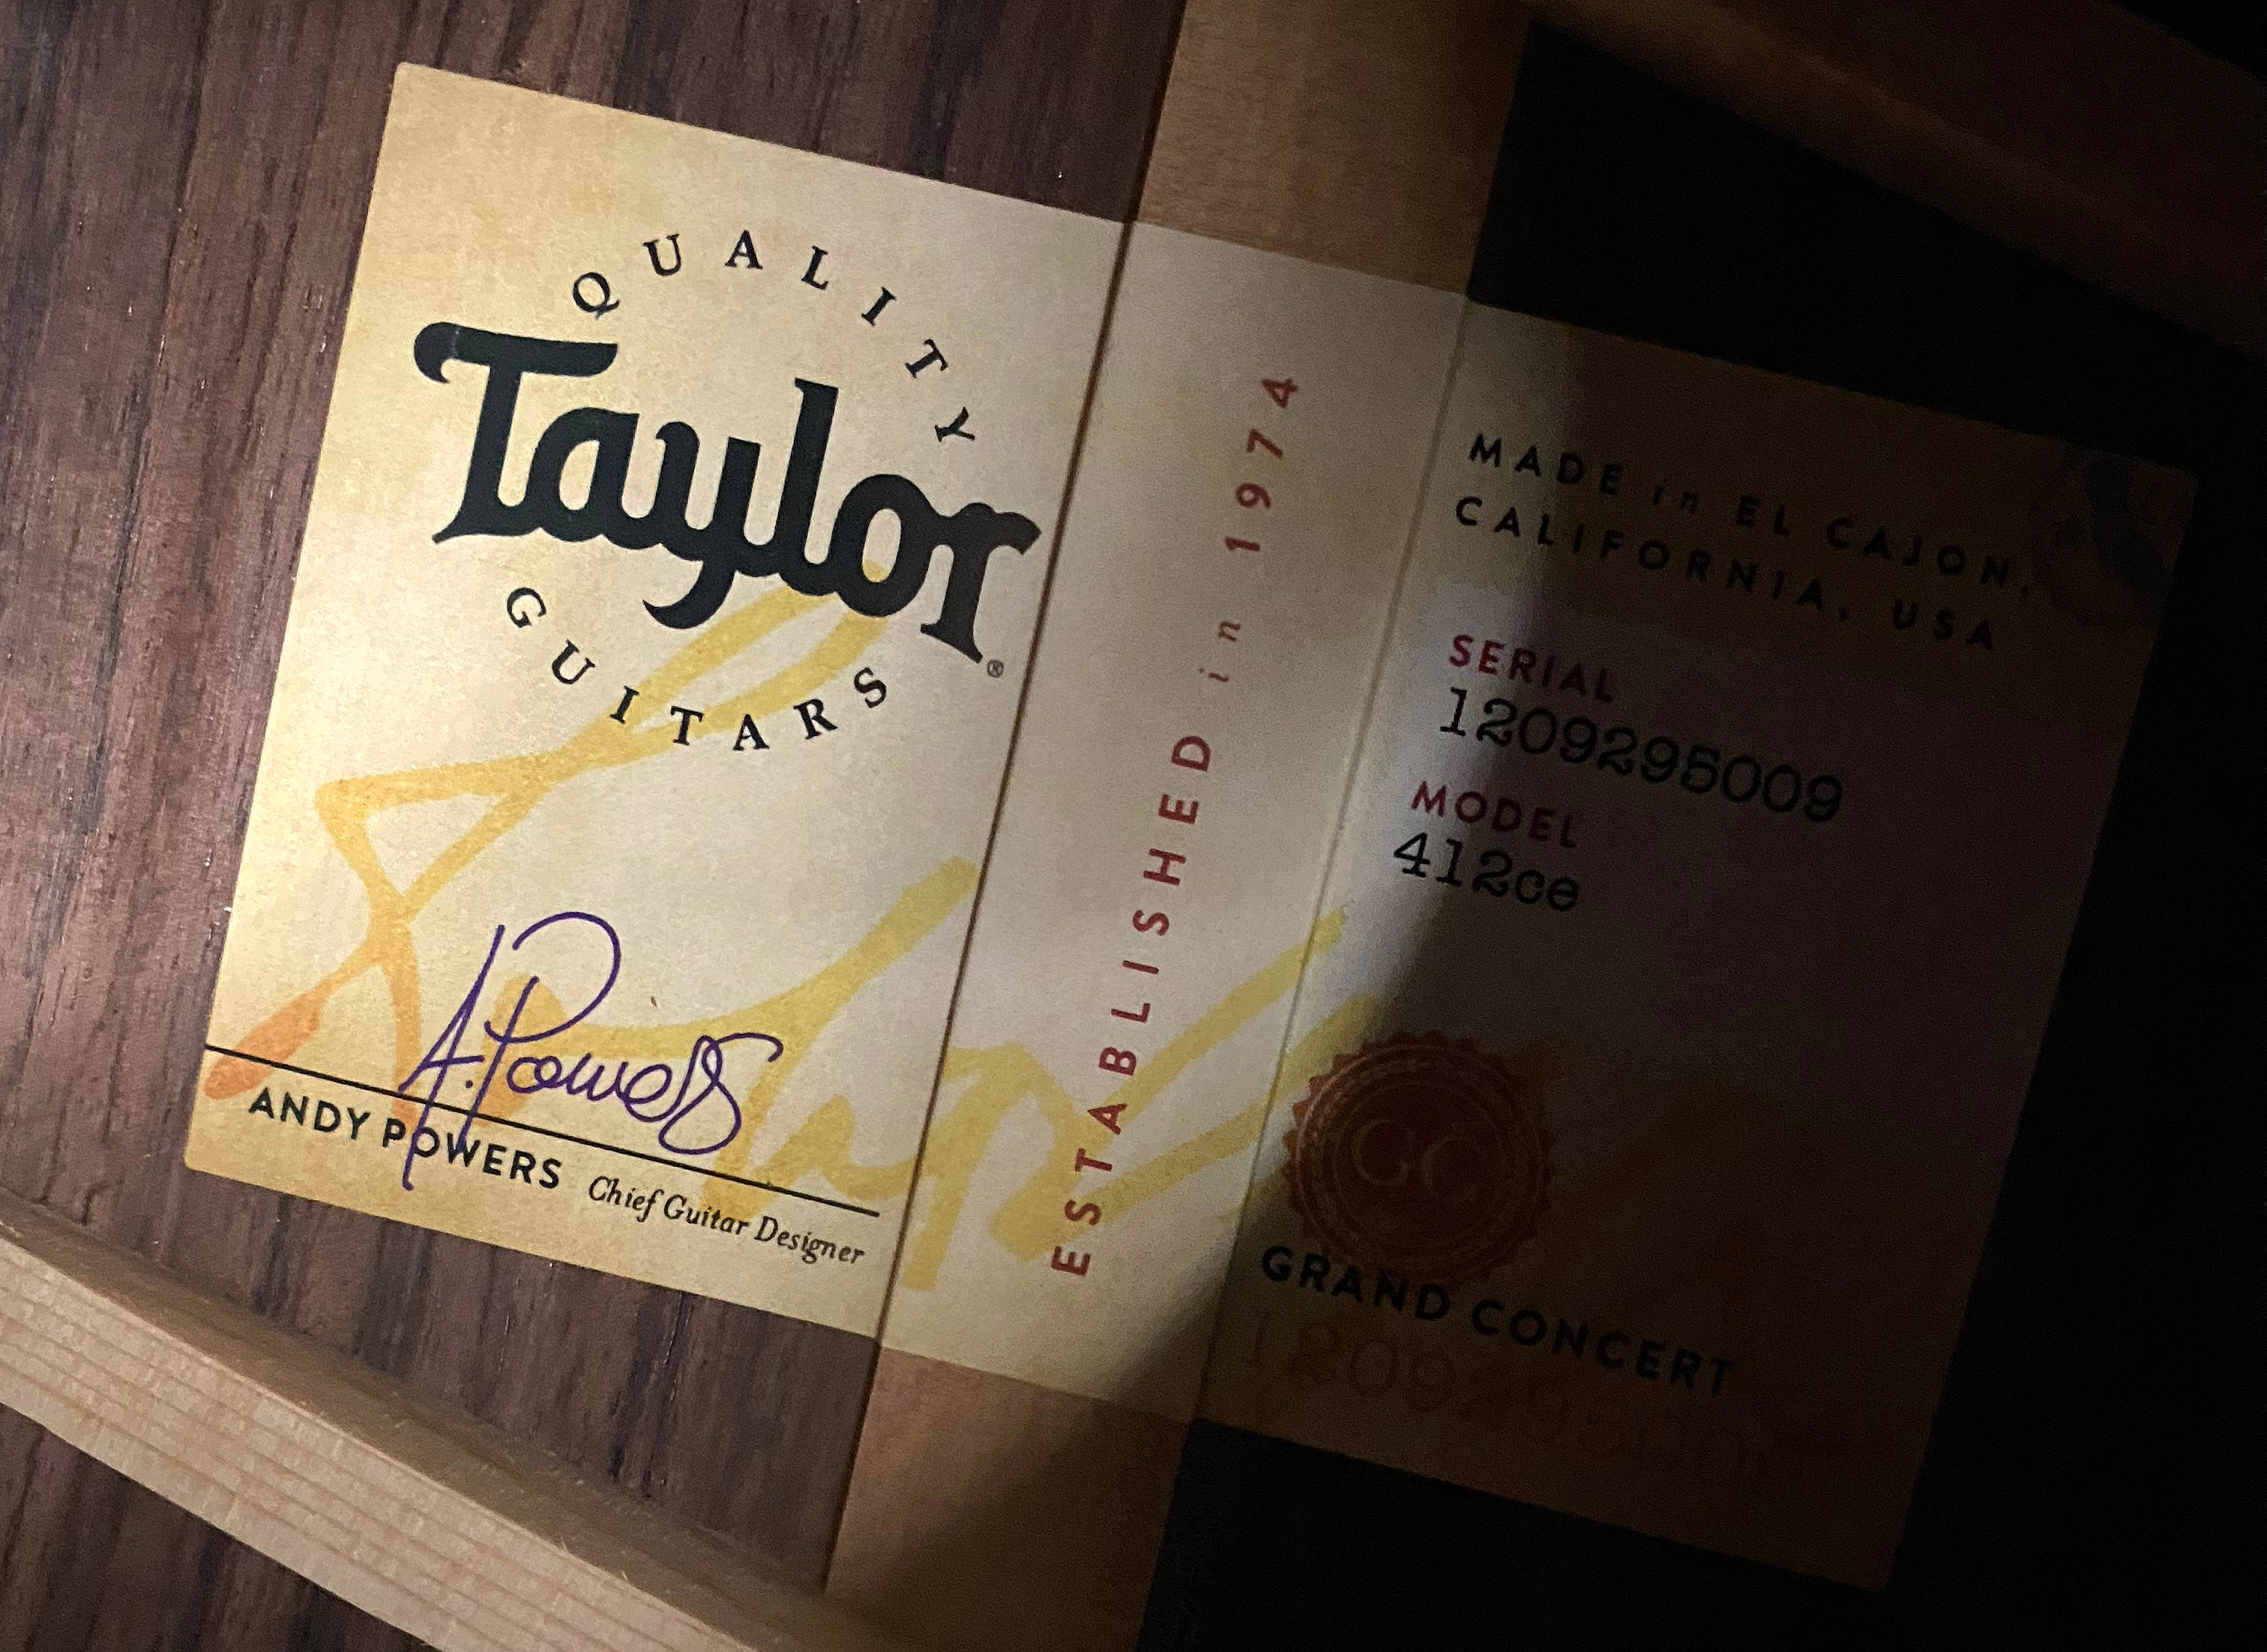 QUALITY
Taylor®
GUITARS
A. Powers
ANDY POWERS Chief Guitar Designer
ESTABLISHED in 1974
MADE in EL CAJON,
CALIFORNIA, USA
SERIAL
1209295009
MODEL
412ce
GC
GRAND CONCERT